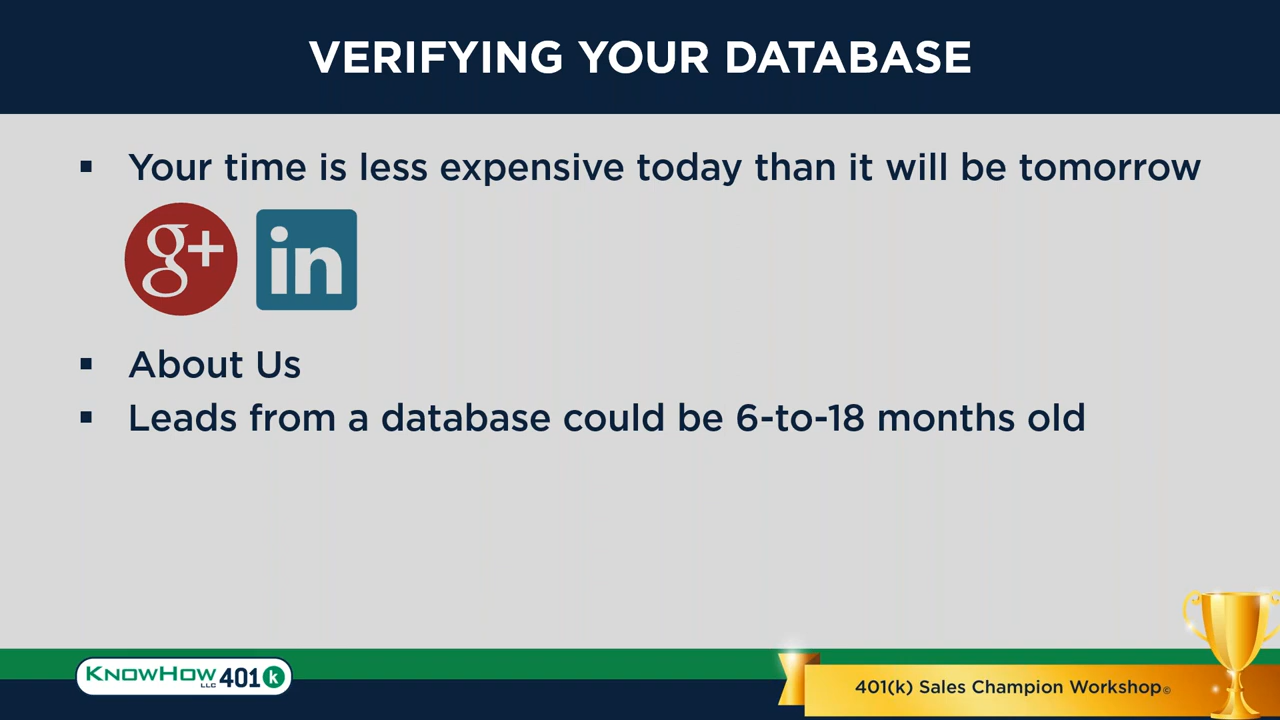 VERIFYING YOUR DATABASE
▪ Your time is less expensive today than it will be tomorrow
g+ in
▪ About Us
▪ Leads from a database could be 6-to-18 months old
KNOWHOW LLC 401 k
401(k) Sales Champion Workshop©